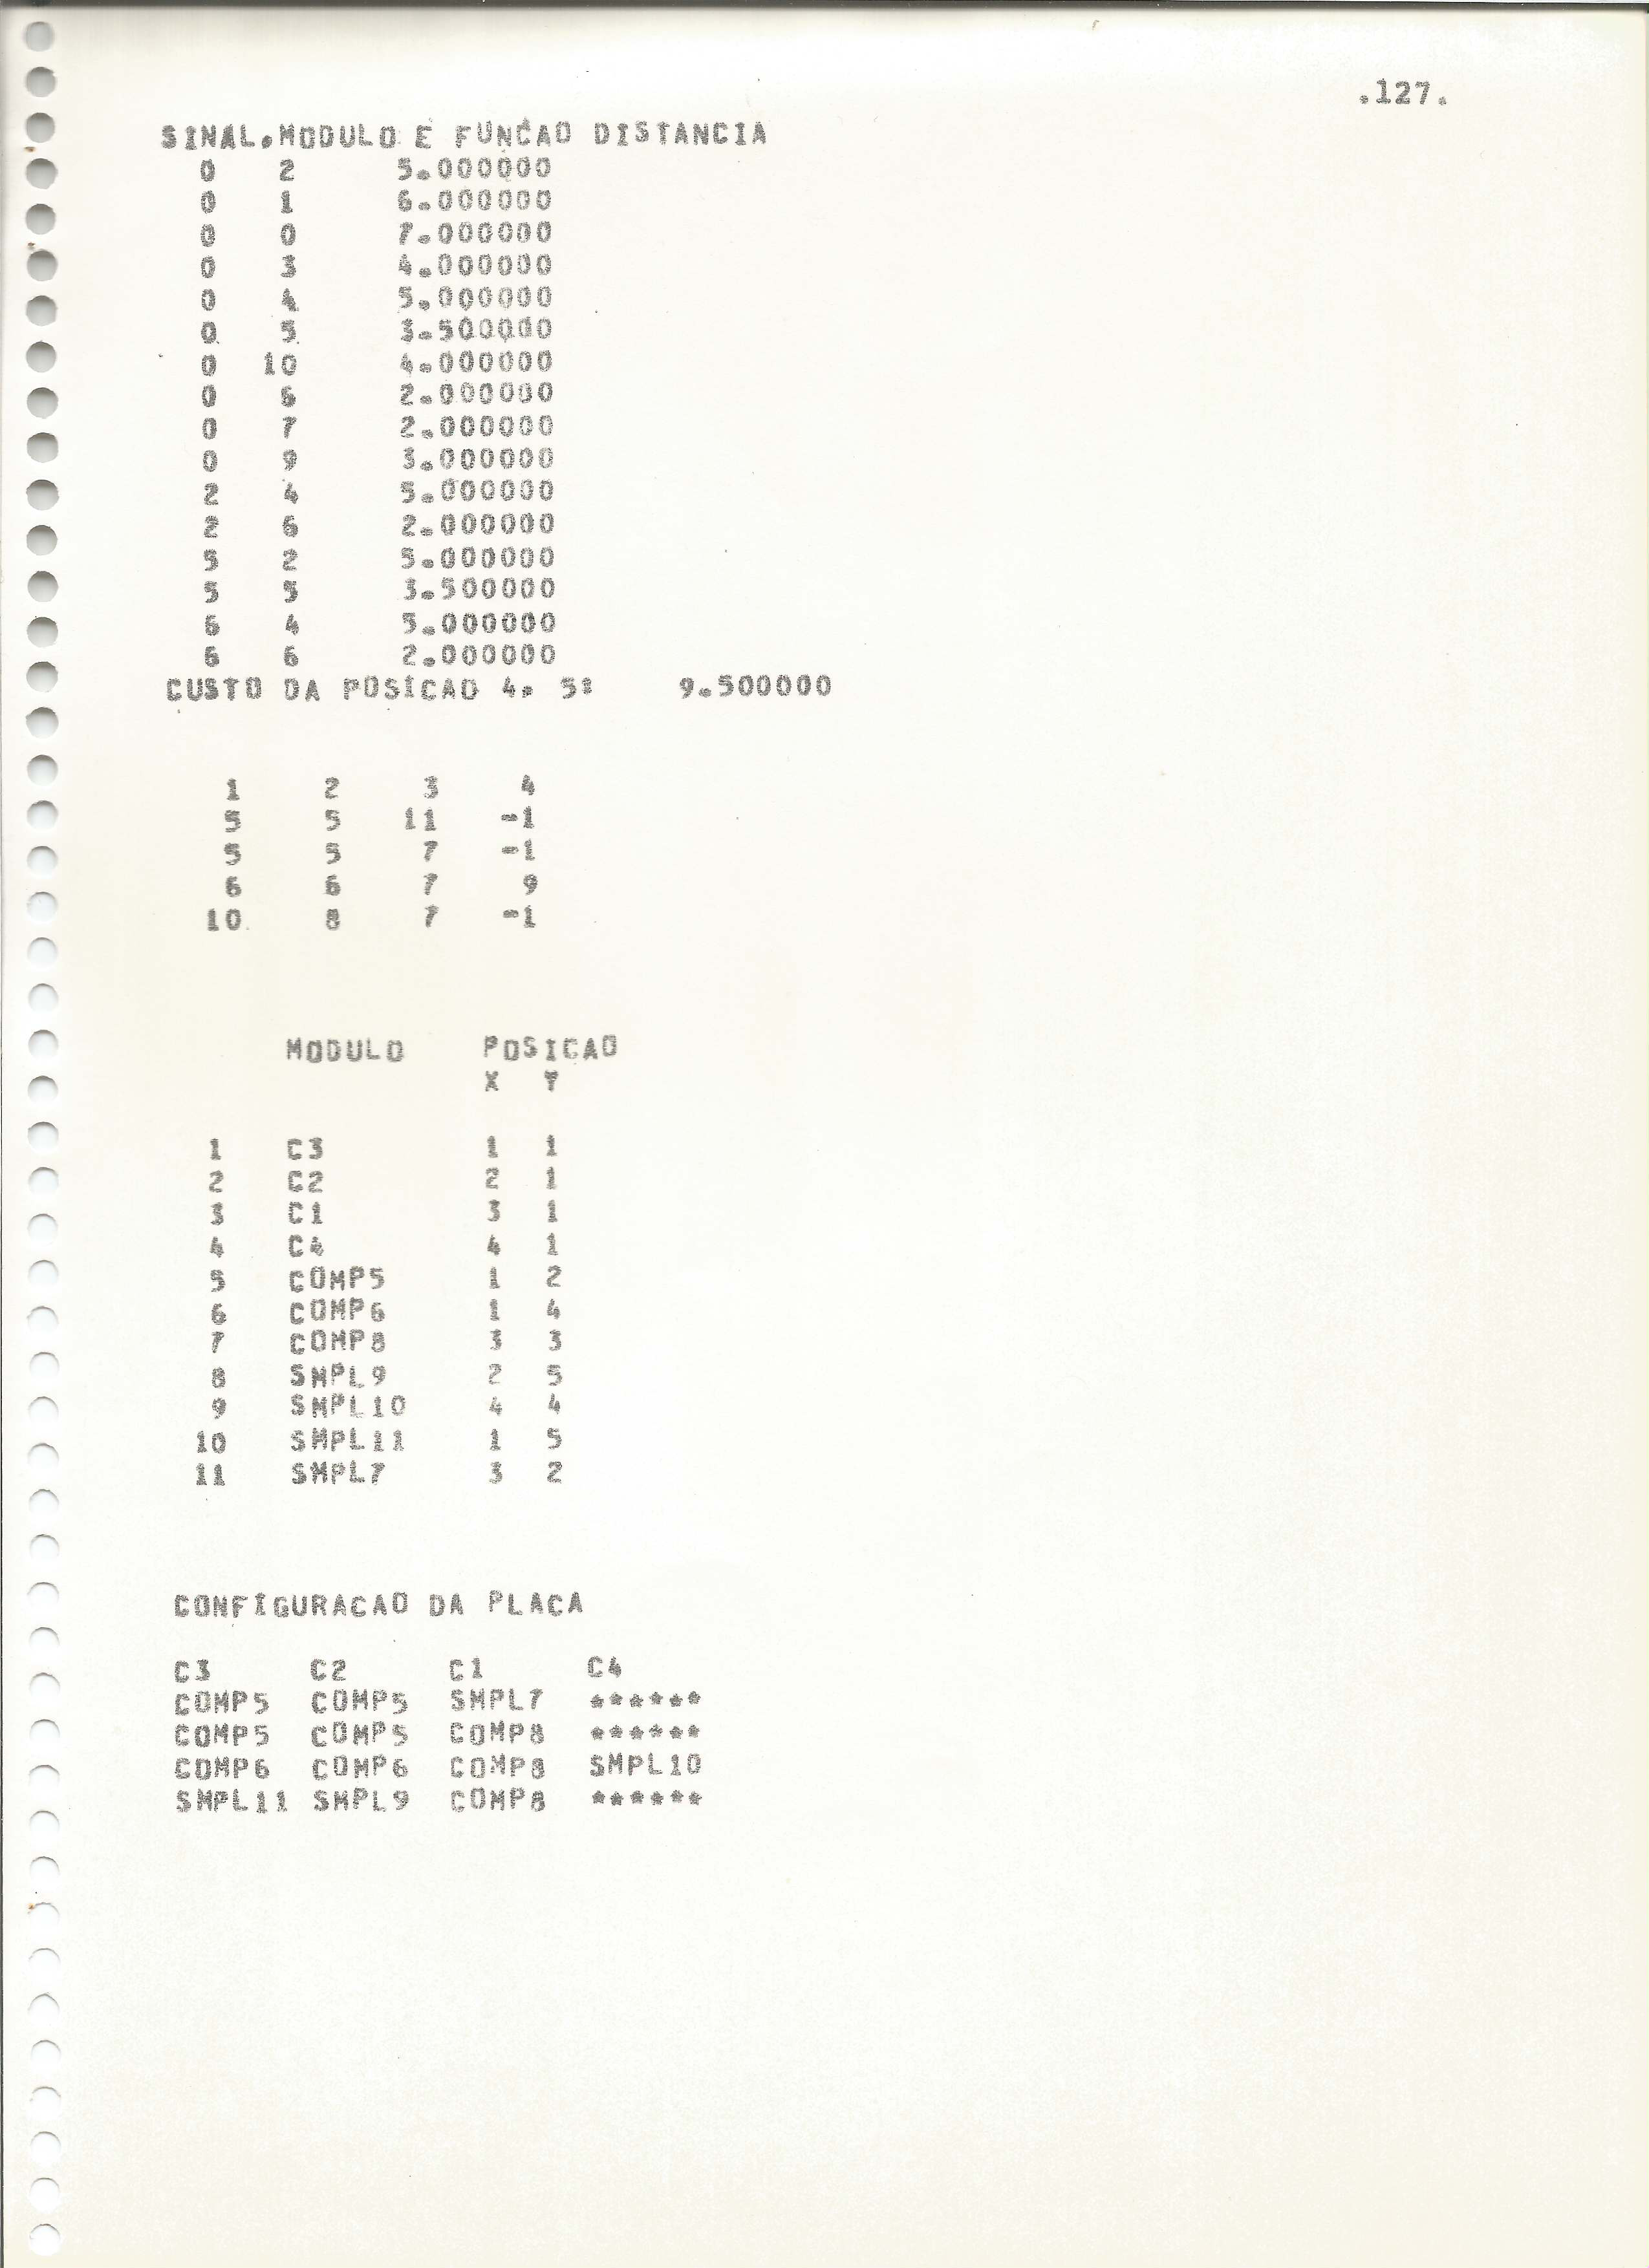 .127.
SINAL,MODULO E FUNCAO DISTANCIA
0 2 5.000000
0 1 6.000000
0 0 7.000000
0 3 4.000000
0 4 5.000000
0 5 3.500000
0 10 4.000000
0 6 2.000000
0 7 2.000000
0 9 3.000000
2 4 5.000000
2 6 2.000000
5 2 5.000000
5 5 3.500000
6 4 5.000000
6 6 2.000000
CUSTO DA POSICAO 4, 5: 9.500000
1 2 3 4
5 5 11 -1
5 5 7 -1
6 6 7 9
10 8 7 -1
MODULO POSICAO
X Y
1 C3 1 1
2 C2 2 1
3 C1 3 1
4 C4 4 1
5 COMP5 1 2
6 COMP6 1 4
7 COMP8 3 3
8 SMPL9 2 5
9 SMPL10 4 4
10 SMPL11 1 5
11 SMPL7 3 2
CONFIGURACAO DA PLACA
C3 C2 C1 C4
COMP5 COMP5 SMPL7 ******
COMP5 COMP5 COMP8 ******
COMP6 COMP6 COMP8 SMPL10
SMPL11 SMPL9 COMP8 ******